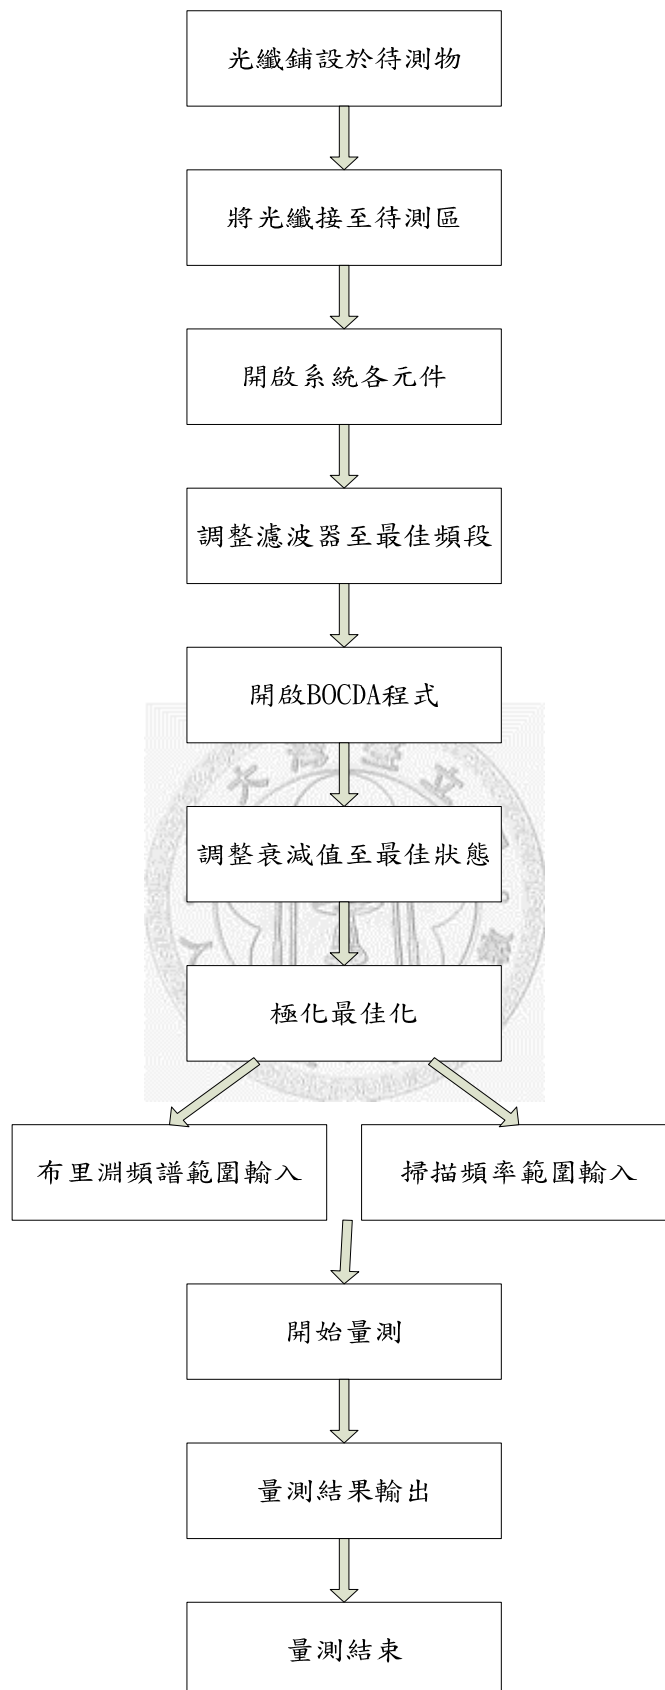 光纖鋪設於待測物
將光纖接至待測區
開啟系統各元件
調整濾波器至最佳頻段
開啟BOCDA程式
調整衰減值至最佳狀態
極化最佳化
布里淵頻譜範圍輸入
掃描頻率範圍輸入
開始量測
量測結果輸出
量測結束